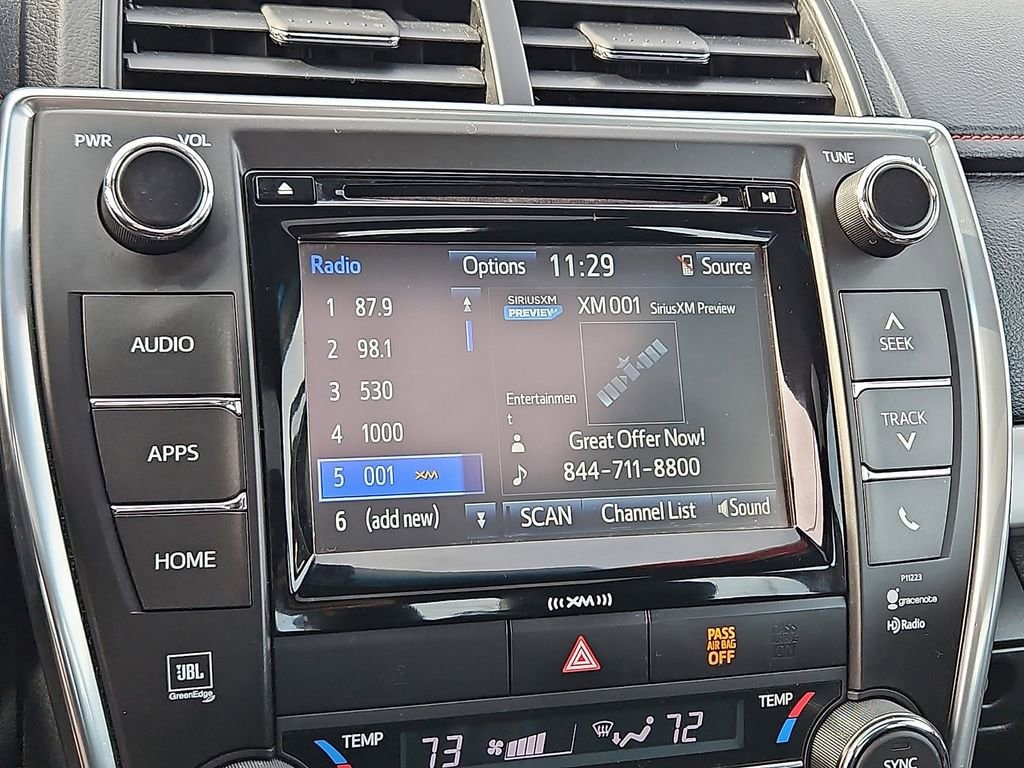 PWR VOL
TUNE
Radio Options 11:29 Source
1 87.9
2 98.1
3 530
4 1000
5 001 XM
6 (add new)
SIRIUSXM
PREVIEW
XM 001 SiriusXM Preview
Entertainmen
t
Great Offer Now!
844-711-8800
SCAN Channel List Sound
AUDIO
APPS
HOME
SEEK
TRACK
P11223
gracenote
HD Radio
(((XM)))
JBL
GreenEdge
PASS
AIR BAG
OFF
TEMP
73
72
TEMP
SYNC